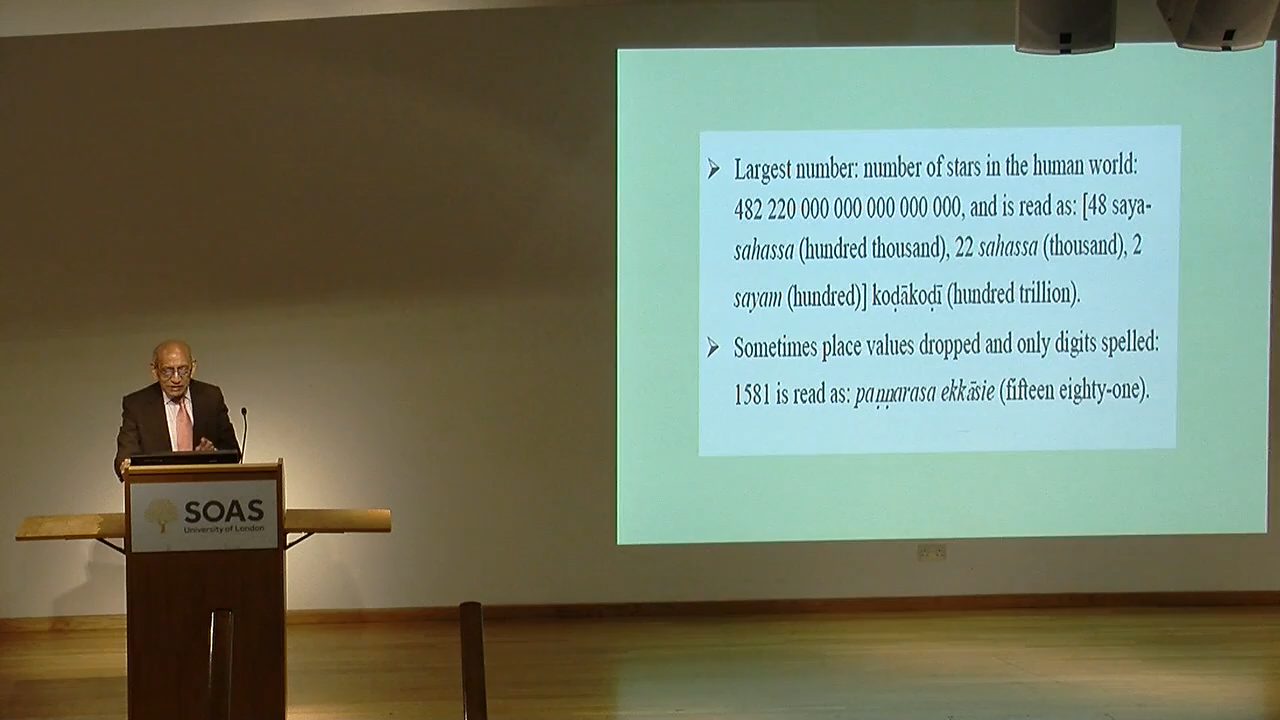 ➢ Largest number: number of stars in the human world:
482 220 000 000 000 000 000, and is read as: [48 saya-
sahassa (hundred thousand), 22 sahassa (thousand), 2
sayam (hundred)] koḍākoḍī (hundred trillion).
➢ Sometimes place values dropped and only digits spelled:
1581 is read as: paṇṇarasa ekkāsie (fifteen eighty-one).
SOAS
University of London